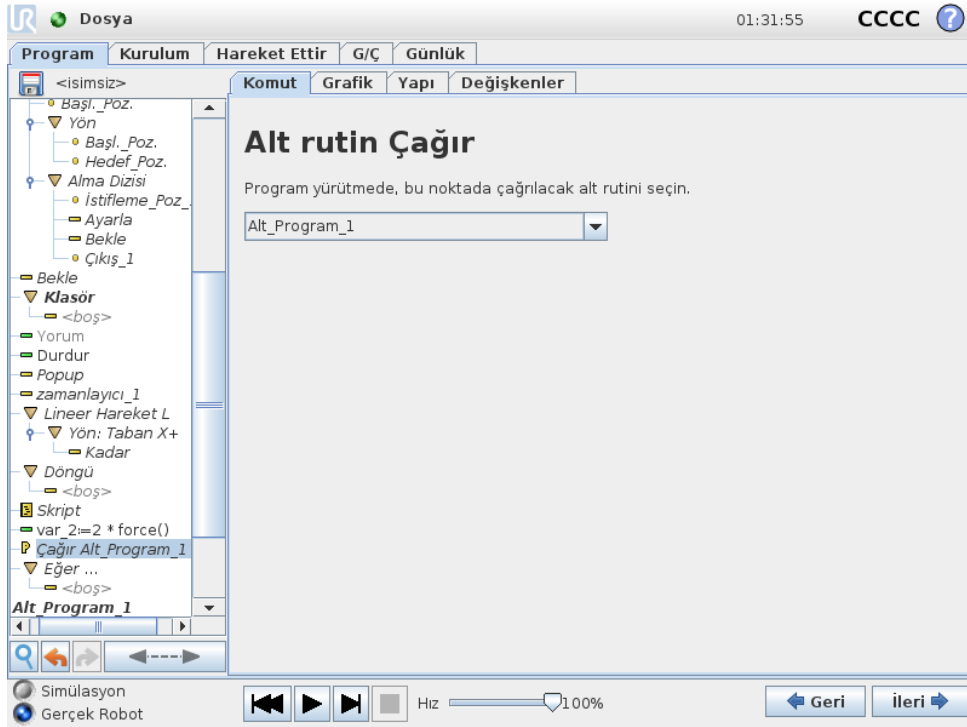 UR Dosya 01:31:55 CCCC ?
Program Kurulum Hareket Ettir G/Ç Günlük
<isimsiz>
Komut Grafik Yapı Değişkenler
Başl._Poz.
Yön
Başl._Poz.
Hedef_Poz.
Alma Dizisi
İstifleme_Poz_
Ayarla
Bekle
Çıkış_1
Bekle
Klasör
<boş>
Yorum
Durdur
Popup
zamanlayıcı_1
Lineer Hareket L
Yön: Taban X+
Kadar
Döngü
<boş>
Skript
var_2:=2 * force()
Çağır Alt_Program_1
Eğer ...
<boş>
Alt_Program_1
Alt rutin Çağır
Program yürütmede, bu noktada çağrılacak alt rutini seçin.
Alt_Program_1
Simülasyon
Gerçek Robot
Hız 100%
Geri İleri